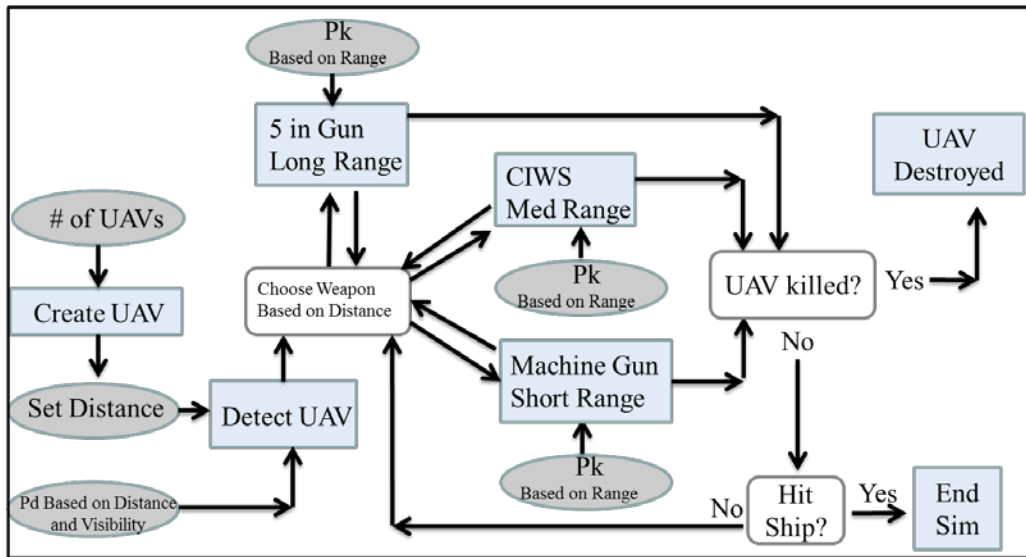 Pk
Based on Range
5 in Gun
Long Range
UAV
Destroyed
CIWS
Med Range
# of UAVs
Pk
Based on Range
Choose Weapon
Based on Distance
UAV killed?
Yes
Create UAV
No
Machine Gun
Short Range
Set Distance
Detect UAV
Pk
Based on Range
Pd Based on Distance
and Visibility
No
Hit
Ship?
Yes
End
Sim